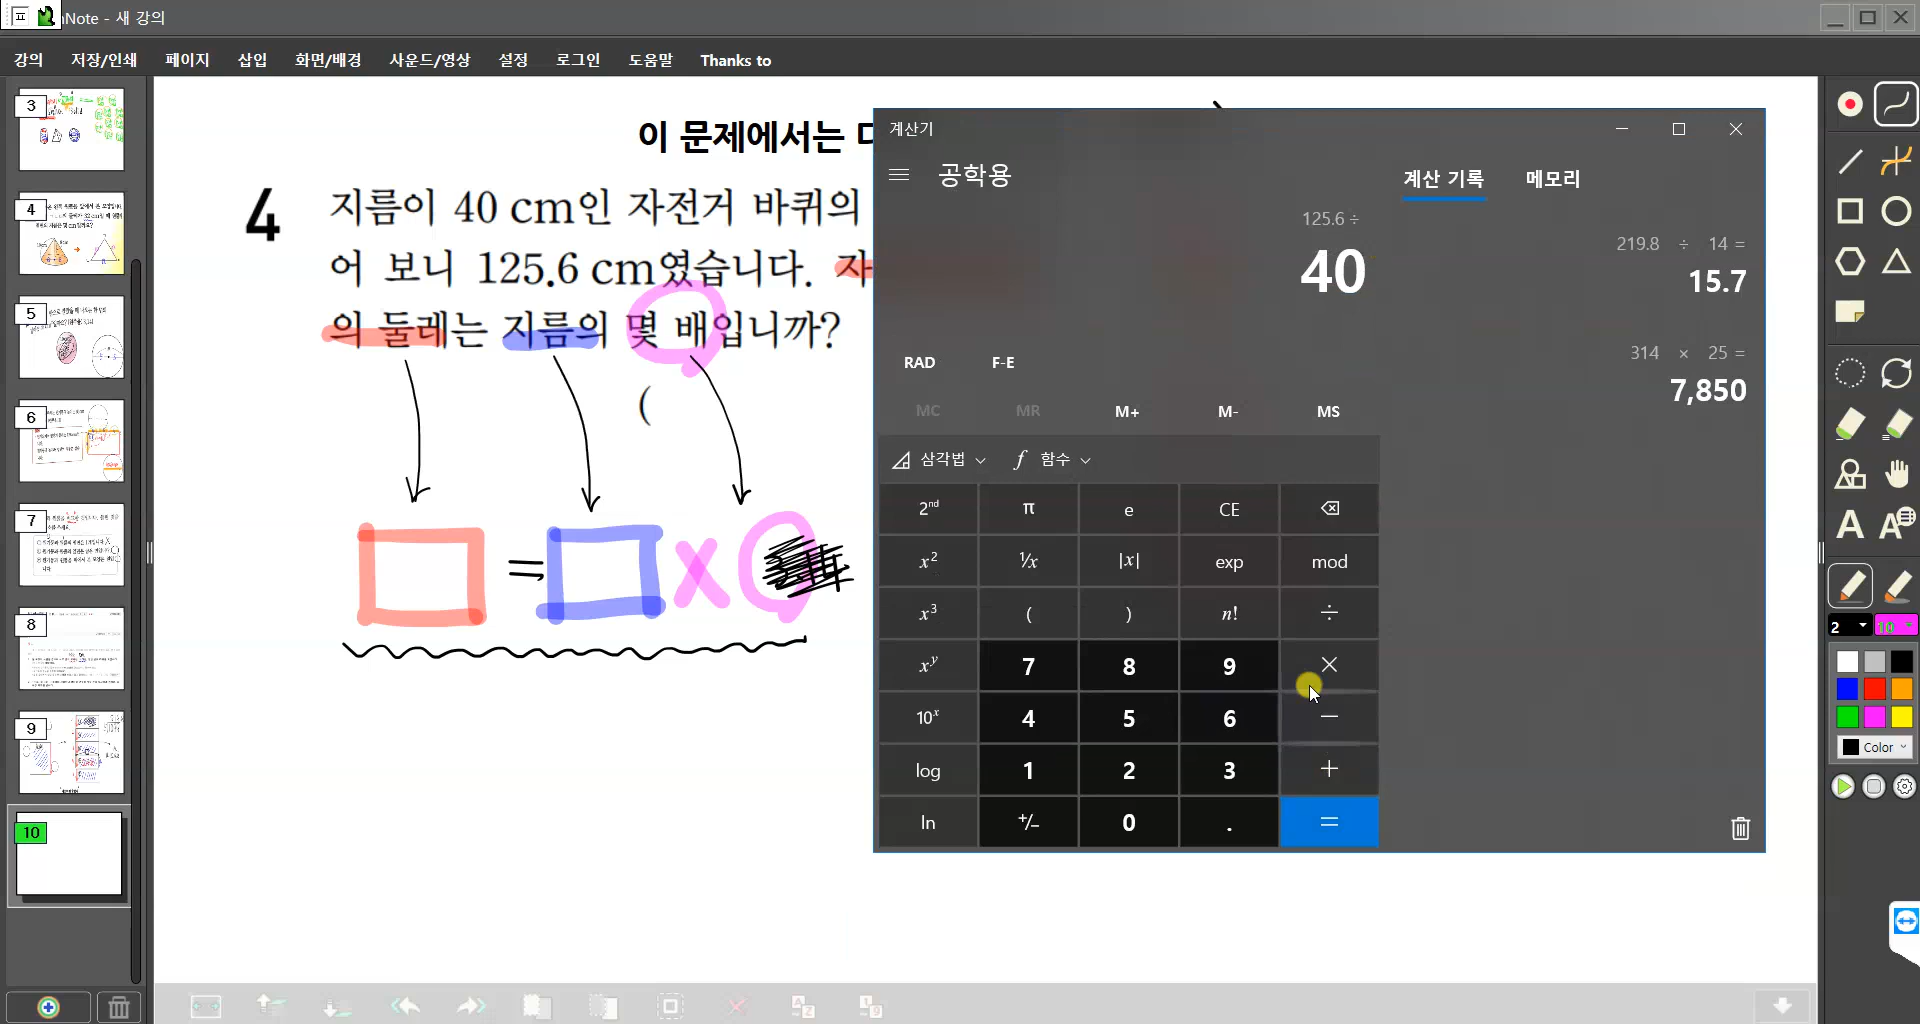 nNote - 새 강의
강의 저장/인쇄 페이지 삽입 화면/배경 사운드/영상 설정 로그인 도움말 Thanks to
3
4
5
6
7
8
9
10
이 문제에서는
4 지름이 40 cm인 자전거 바퀴의
어 보니 125.6 cm였습니다. 자
의 둘레는 지름의 몇 배입니까?
(
= ×
계산기
공학용
계산 기록 메모리
125.6 ÷
40
219.8 ÷ 14 =
15.7
314 × 25 =
7,850
RAD F-E
MC MR M+ M- MS
삼각법 f 함수
2nd π e CE
x² ¹/x |x| exp mod
x³ ( ) n! ÷
xʸ 7 8 9 ×
10ˣ 4 5 6 −
log 1 2 3 +
ln +/− 0 . =
A A
2 10
Color